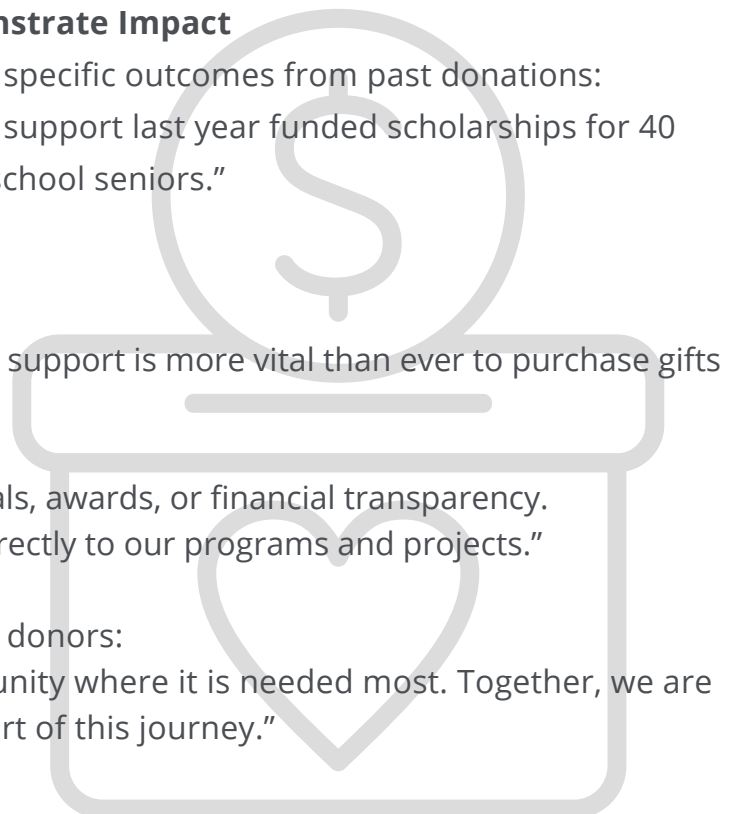 nstrate Impact
specific outcomes from past donations:
support last year funded scholarships for 40
school seniors.”
support is more vital than ever to purchase gifts
als, awards, or financial transparency.
rectly to our programs and projects.”
donors:
unity where it is needed most. Together, we are
rt of this journey.”